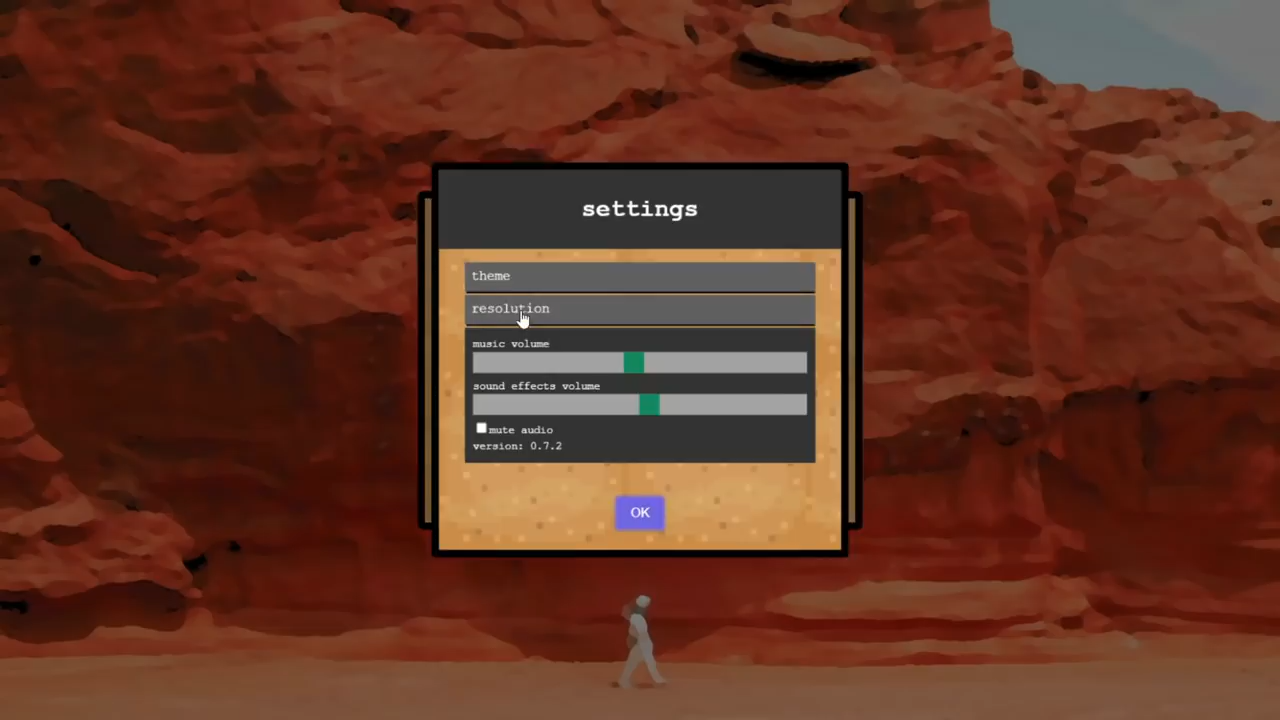 settings
theme
resolution
music volume
sound effects volume
mute audio
version: 0.7.2
OK